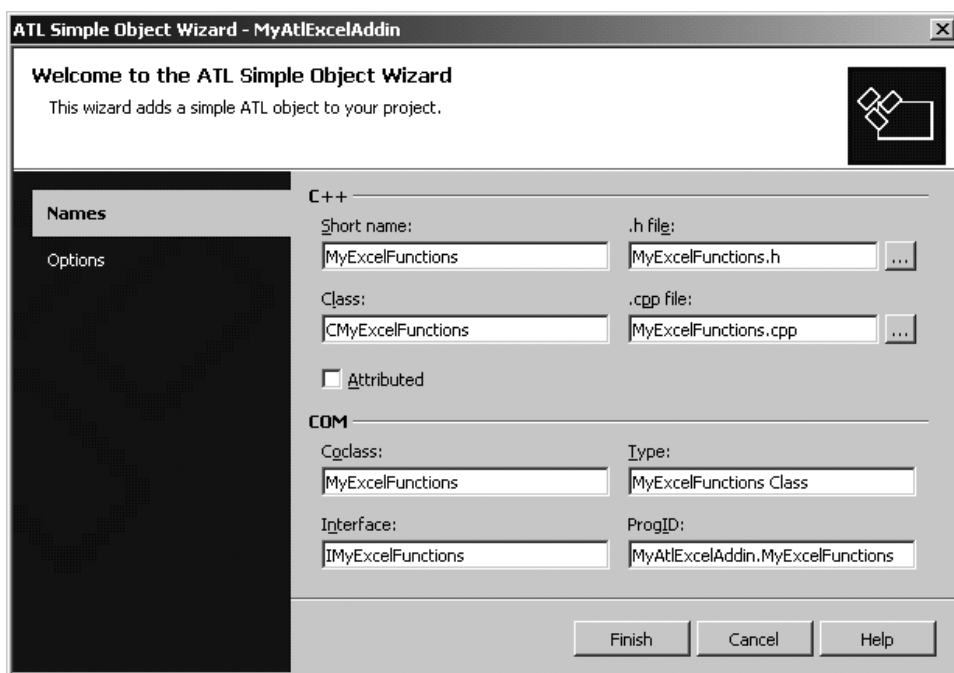 ATL Simple Object Wizard - MyAtlExcelAddin
Welcome to the ATL Simple Object Wizard
This wizard adds a simple ATL object to your project.
Names
Options
C++
Short name:
MyExcelFunctions
.h file:
MyExcelFunctions.h
...
Class:
CMyExcelFunctions
.cpp file:
MyExcelFunctions.cpp
...
Attributed
COM
Coclass:
MyExcelFunctions
Type:
MyExcelFunctions Class
Interface:
IMyExcelFunctions
ProgID:
MyAtlExcelAddin.MyExcelFunctions
Finish
Cancel
Help